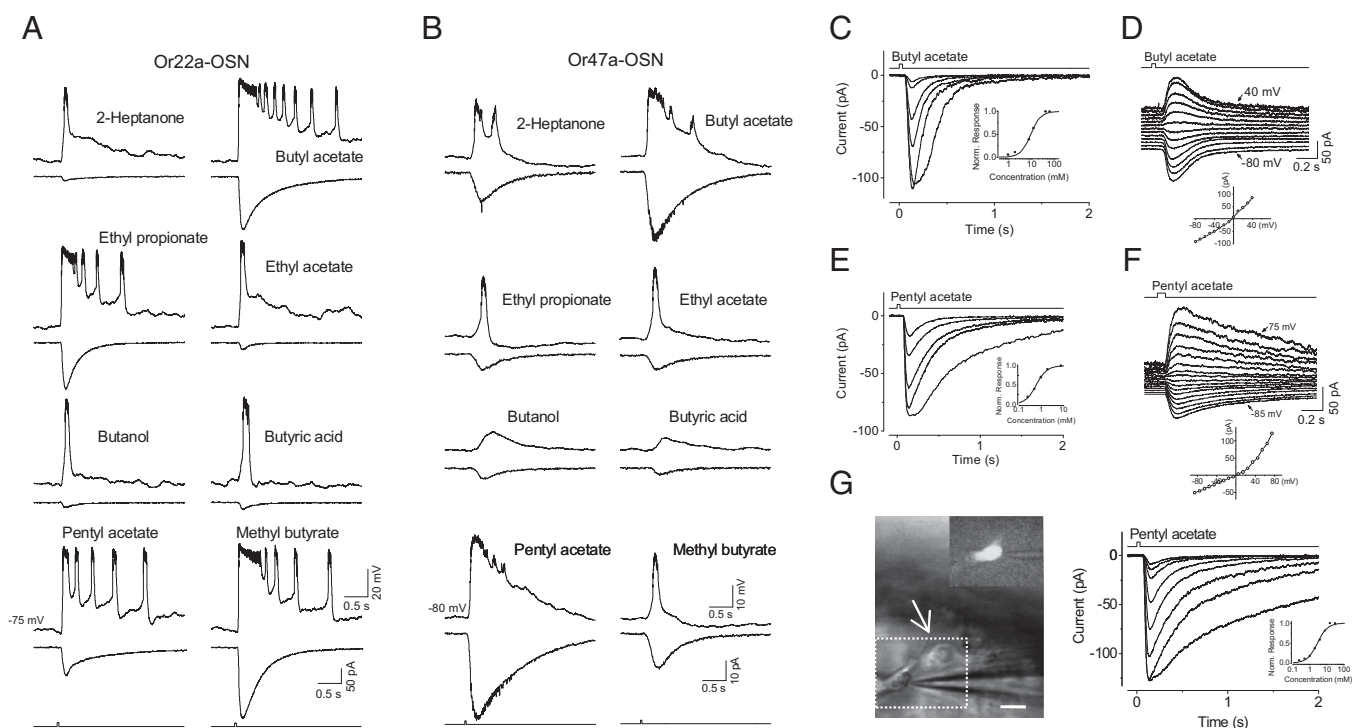 A
Or22a-OSN
2-Heptanone
Butyl acetate
Ethyl propionate
Ethyl acetate
Butanol
Butyric acid
Pentyl acetate
Methyl butyrate
-75 mV
0.5 s
20 mV
0.5 s
50 pA
B
Or47a-OSN
2-Heptanone
Butyl acetate
Ethyl propionate
Ethyl acetate
Butanol
Butyric acid
Pentyl acetate
Methyl butyrate
-80 mV
0.5 s
10 mV
0.5 s
10 pA
C
Butyl acetate
0
-50
-100
Current (pA)
0 1 2
Time (s)
Norm. Response
1.0
0.5
0.0
1 10 100
Concentration (mM)
D
Butyl acetate
40 mV
-80 mV
0.2 s
50 pA
(pA)
100
50
-80 -40
20 40 (mV)
-50
-100
E
Pentyl acetate
0
-50
-100
Current (pA)
0 1 2
Time (s)
Norm. Response
1.0
0.5
0.0
0.1 1 10
Concentration (mM)
F
Pentyl acetate
75 mV
-85 mV
0.2 s
50 pA
(pA)
100
50
-80 -40 0 40 80 (mV)
-50
G
Pentyl acetate
0
-50
-100
Current (pA)
0 1 2
Time (s)
Norm. Response
1.0
0.5
0.0
0.1 1 10 100
Concentration (mM)